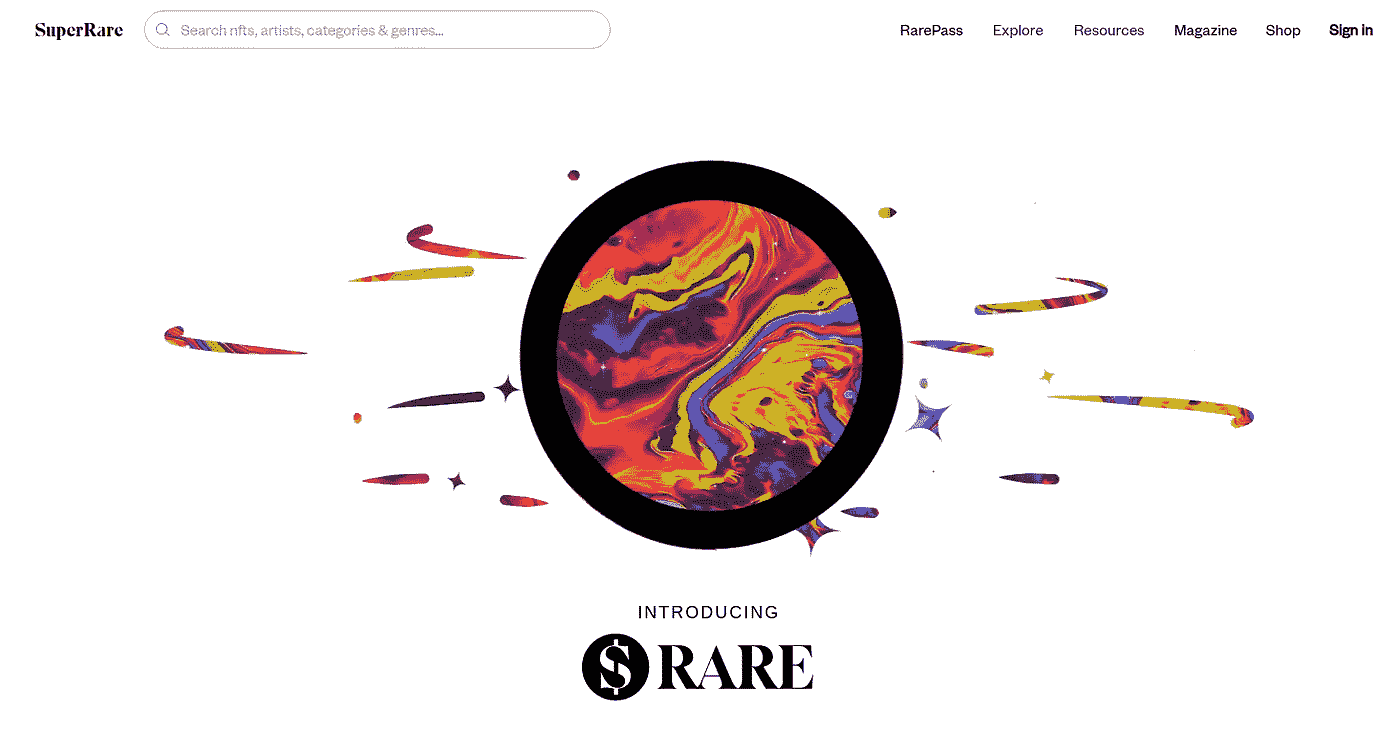 SuperRare
Search nfts, artists, categories & genres...
RarePass Explore Resources Magazine Shop Sign in
INTRODUCING
$ RARE